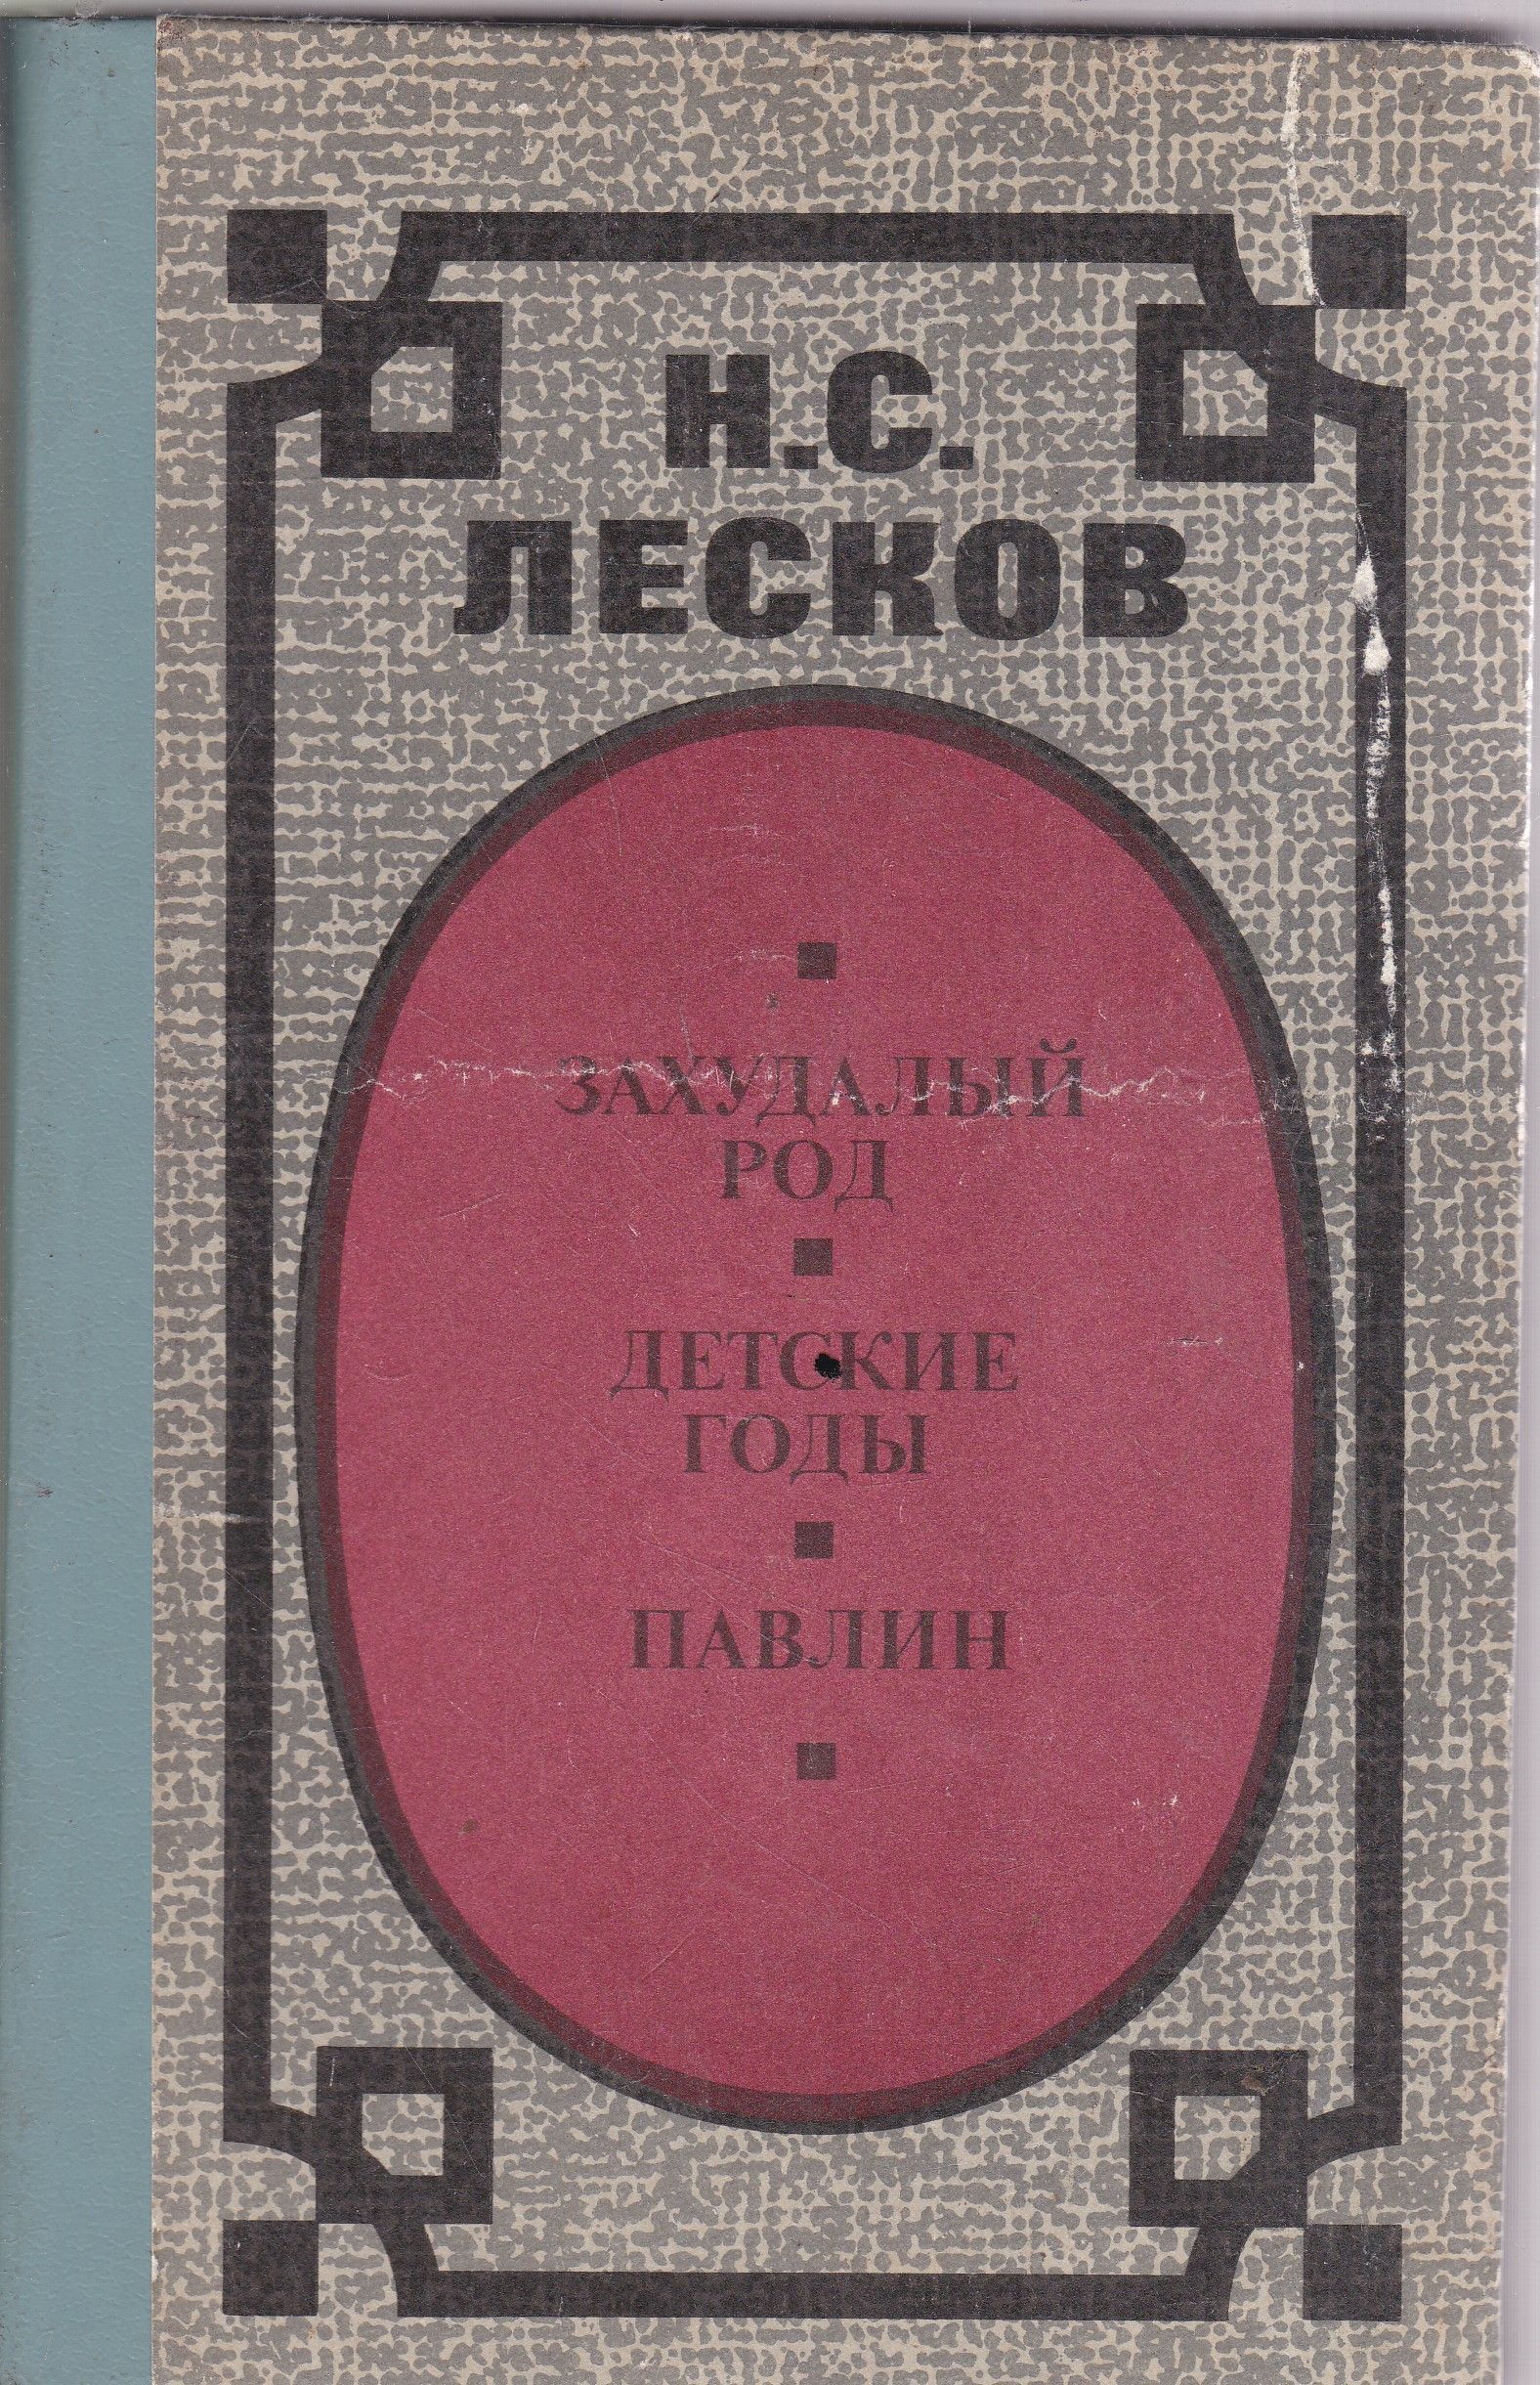 Н.С.
ЛЕСКОВ
ЗАХУДАЛЫЙ
РОД
ДЕТСКИЕ
ГОДЫ
ПАВЛИН